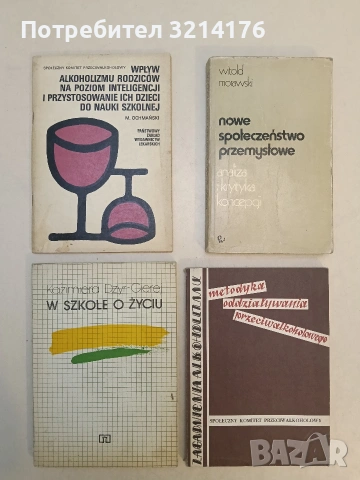 Издател: 3214176
SPOŁECZNY KOMITET PRZECIWALKOHOLOWY
WPŁYW
ALKOHOLIZMU RODZICÓW
NA POZIOM INTELIGENCJI
I PRZYSTOSOWANIE ICH DZIECI
DO NAUKI SZKOLNEJ
M. OCHMAŃSKI
PAŃSTWOWY
ZAKŁAD
WYDAWNICTW
LEKARSKICH
witold
morawski
nowe
społeczeństwo
przemysłowe
analiza
i krytyka
koncepcji
Kazimiera Dzyr-Gieré
W SZKOLE O ŻYCIU
metodyka
oddziaływania
przeciwalkoholowego
SPOŁECZNY KOMITET PRZECIWALKOHOLOWY
BAZAR